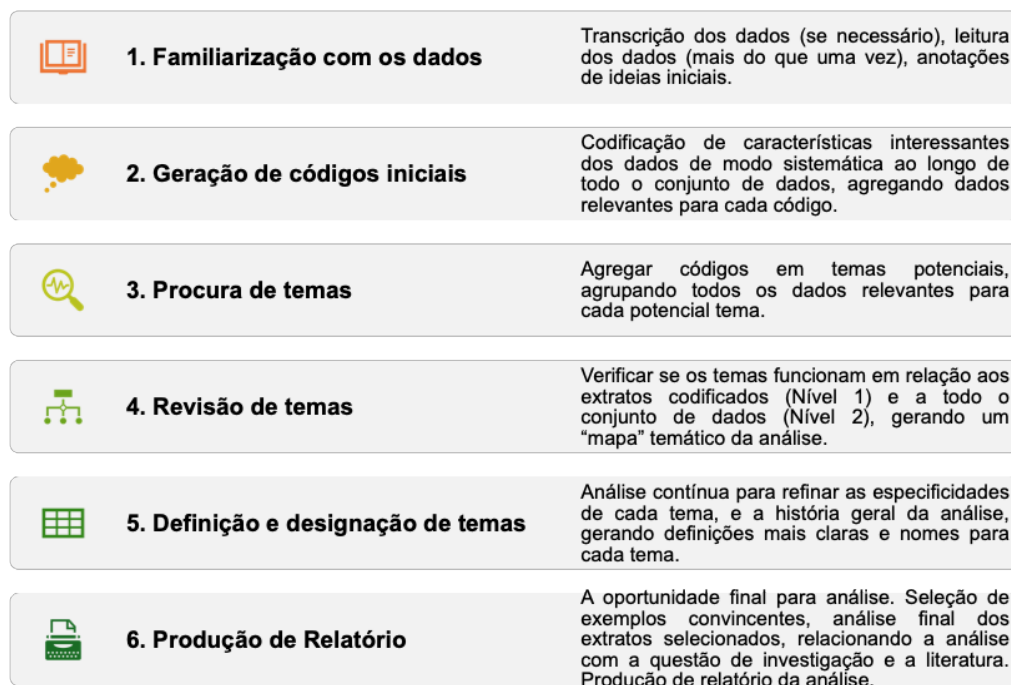 1. Familiarização com os dados
Transcrição dos dados (se necessário), leitura
dos dados (mais do que uma vez), anotações
de ideias iniciais.
2. Geração de códigos iniciais
Codificação de características interessantes
dos dados de modo sistemática ao longo de
todo o conjunto de dados, agregando dados
relevantes para cada código.
3. Procura de temas
Agregar códigos em temas potenciais,
agrupando todos os dados relevantes para
cada potencial tema.
4. Revisão de temas
Verificar se os temas funcionam em relação aos
extratos codificados (Nível 1) e a todo o
conjunto de dados (Nível 2), gerando um
“mapa” temático da análise.
5. Definição e designação de temas
Análise contínua para refinar as especificidades
de cada tema, e a história geral da análise,
gerando definições mais claras e nomes para
cada tema.
6. Produção de Relatório
A oportunidade final para análise. Seleção de
exemplos convincentes, análise final dos
extratos selecionados, relacionando a análise
com a questão de investigação e a literatura.
Produção de relatório da análise.